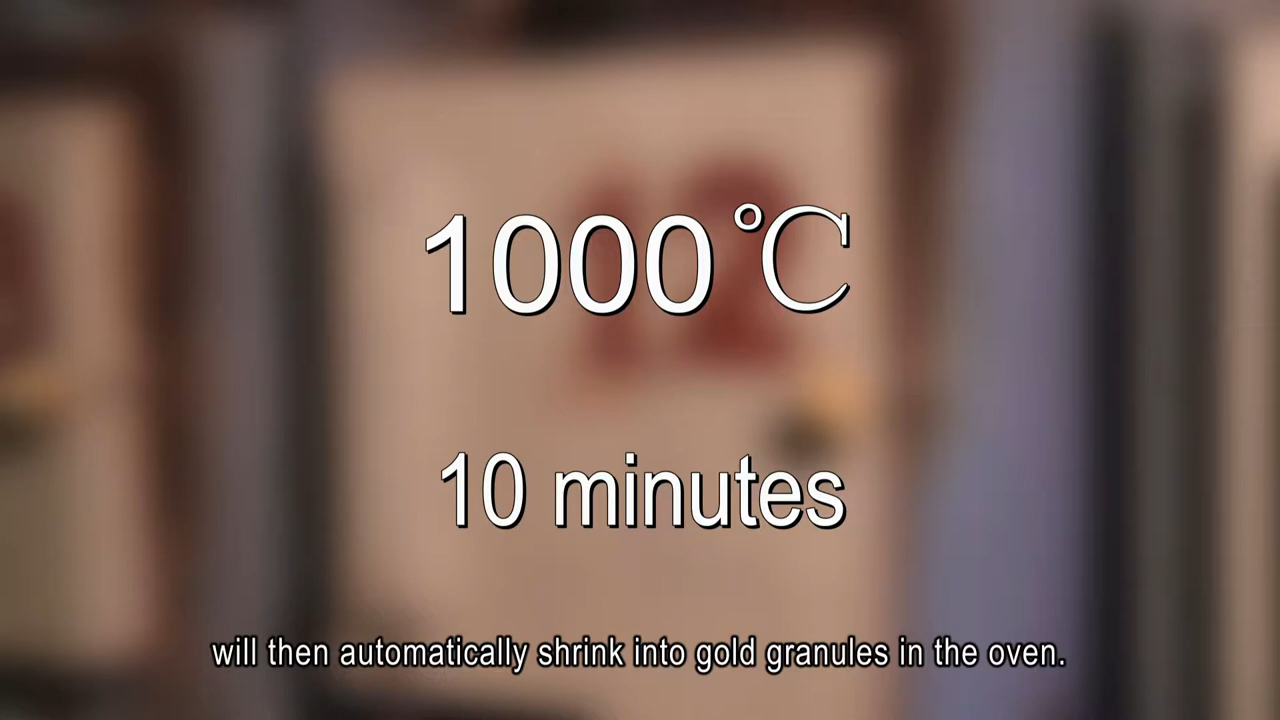 1000℃
10 minutes
will then automatically shrink into gold granules in the oven.